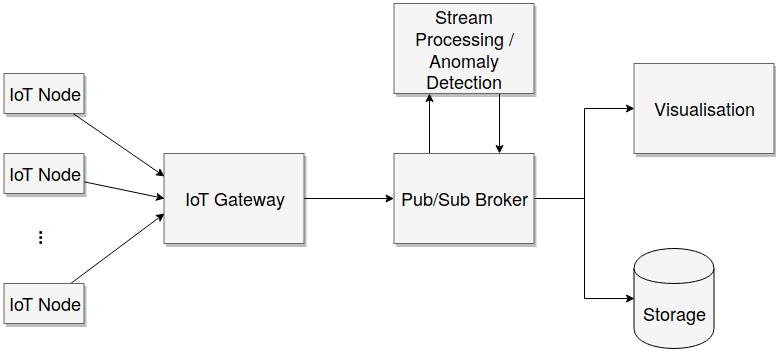 Stream
Processing /
Anomaly
Detection
IoT Node
Visualisation
IoT Node
IoT Gateway
Pub/Sub Broker
⋮
IoT Node
Storage